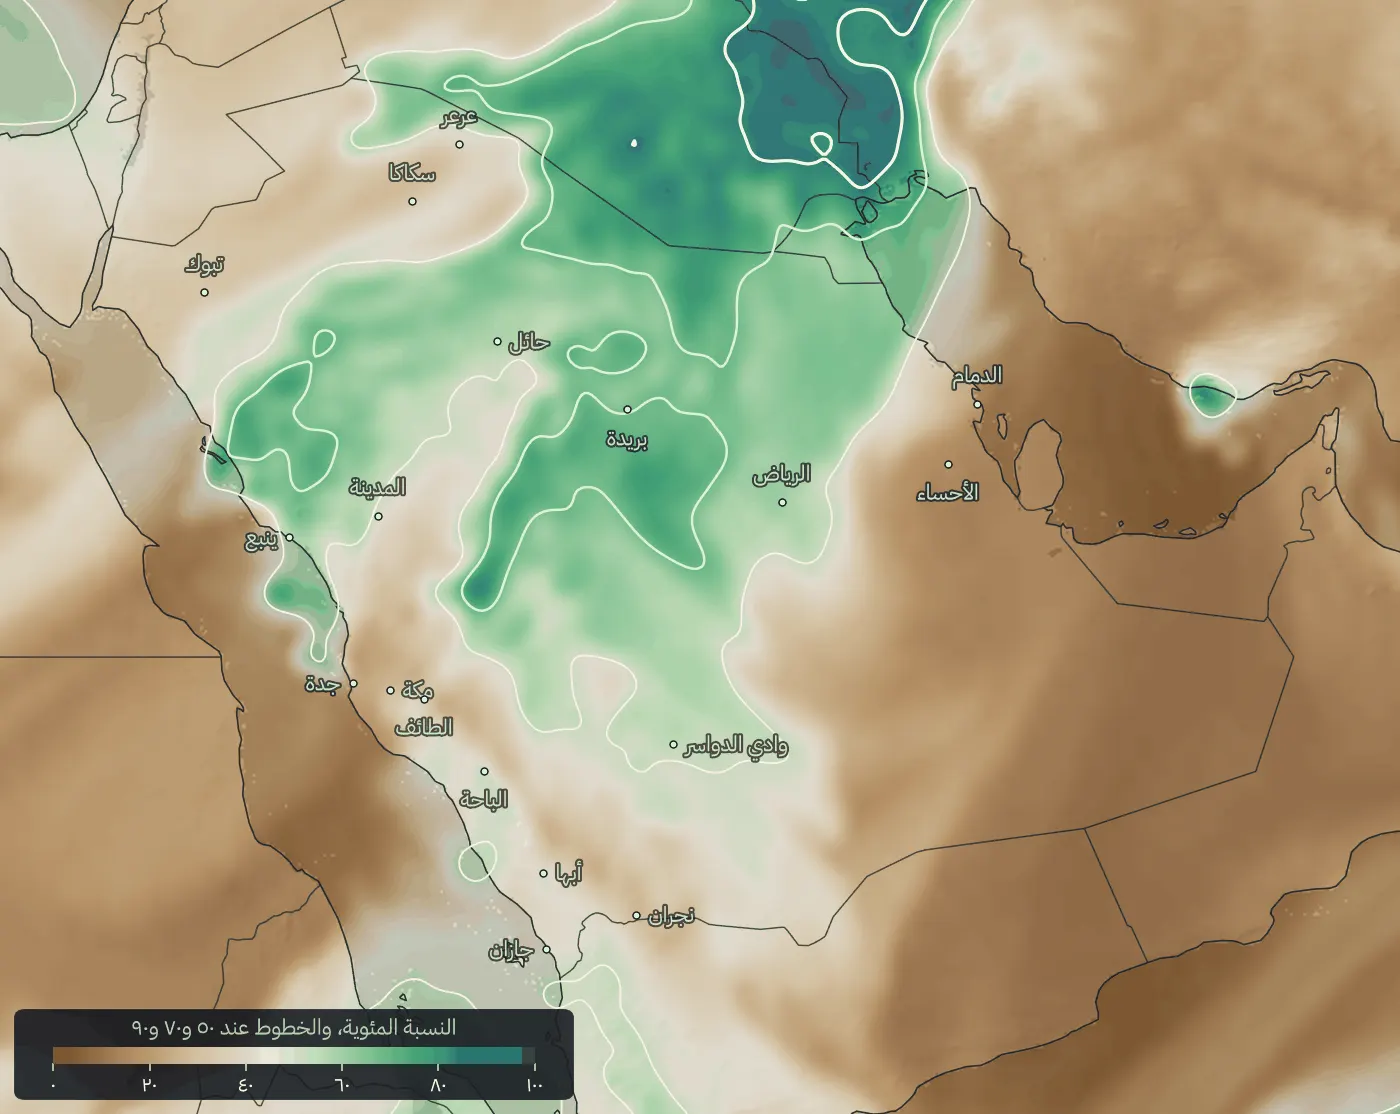 عرعر
سكاكا
تبوك
حائل
الدمام
بريدة
الرياض
المدينة
الأحساء
ينبع
جدة
مكة
الطائف
وادي الدواسر
الباحة
أبها
نجران
جازان
النسبة المئوية، والخطوط عند ٥٠ و٧٠ و٩٠
٠ ٢٠ ٤٠ ٦٠ ٨٠ ١٠٠